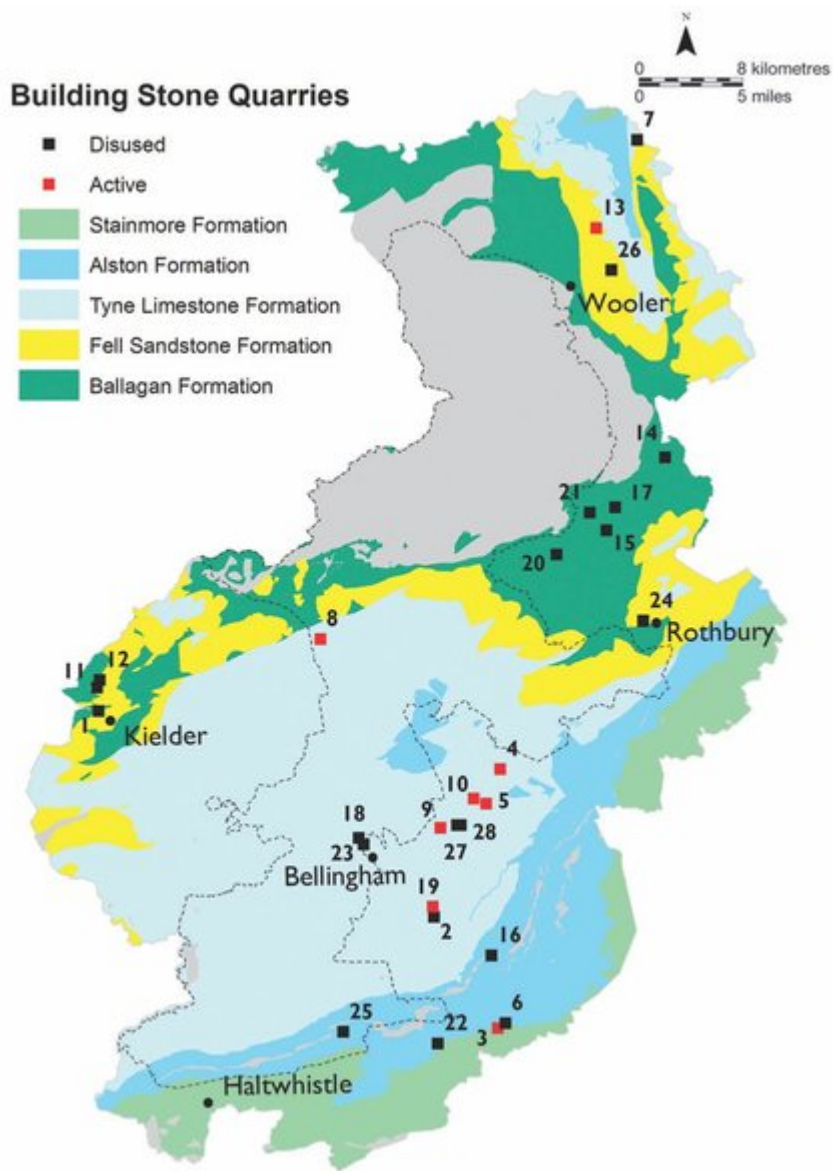 N
0 8 kilometres
0 5 miles
Building Stone Quarries
Disused
Active
Stainmore Formation
Alston Formation
Tyne Limestone Formation
Fell Sandstone Formation
Ballagan Formation
7
13
26
Wooler
14
21 17
15
20
24
Rothbury
8
11 12
1
Kielder
4
10
5
9
18
28
23
27
Bellingham
19
2
16
6
25
22
3
Haltwhistle